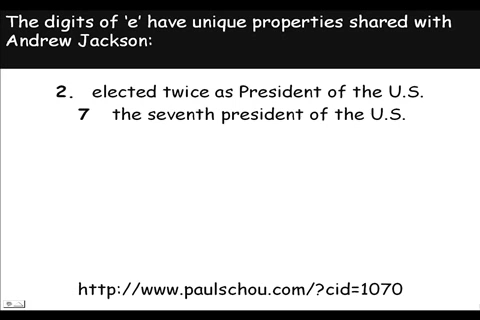 The digits of ‘e’ have unique properties shared with
Andrew Jackson:
2. elected twice as President of the U.S.
7 the seventh president of the U.S.
http://www.paulschou.com/?cid=1070